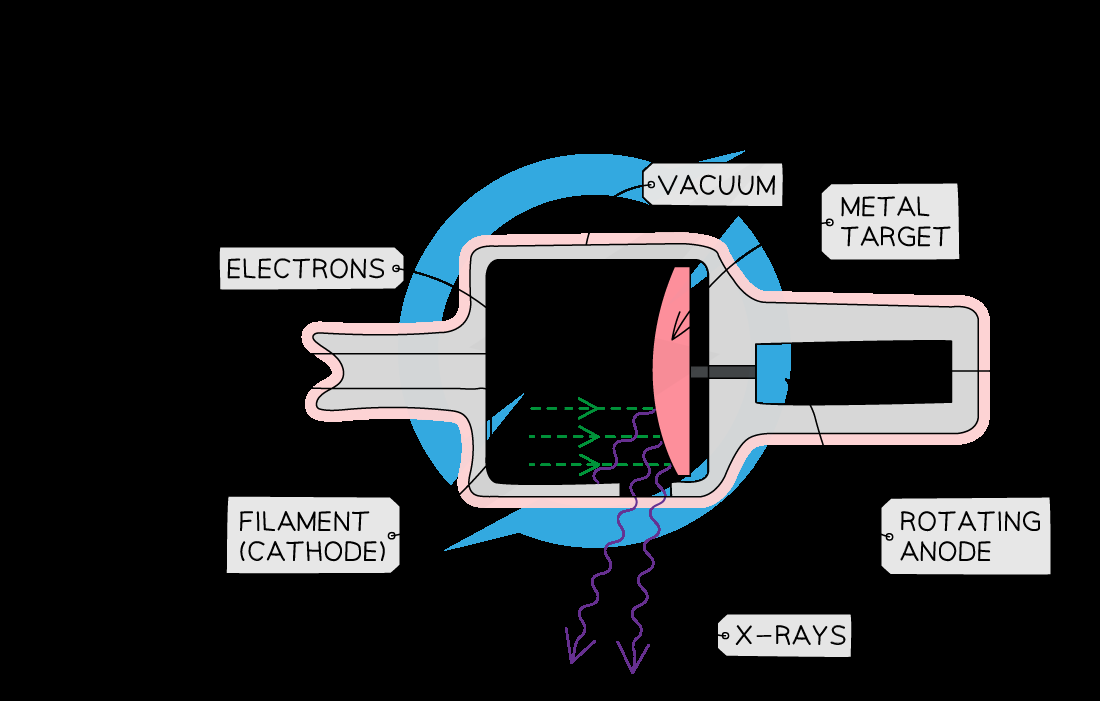 VACUUM
METAL
TARGET
ELECTRONS
FILAMENT
(CATHODE)
ROTATING
ANODE
X-RAYS